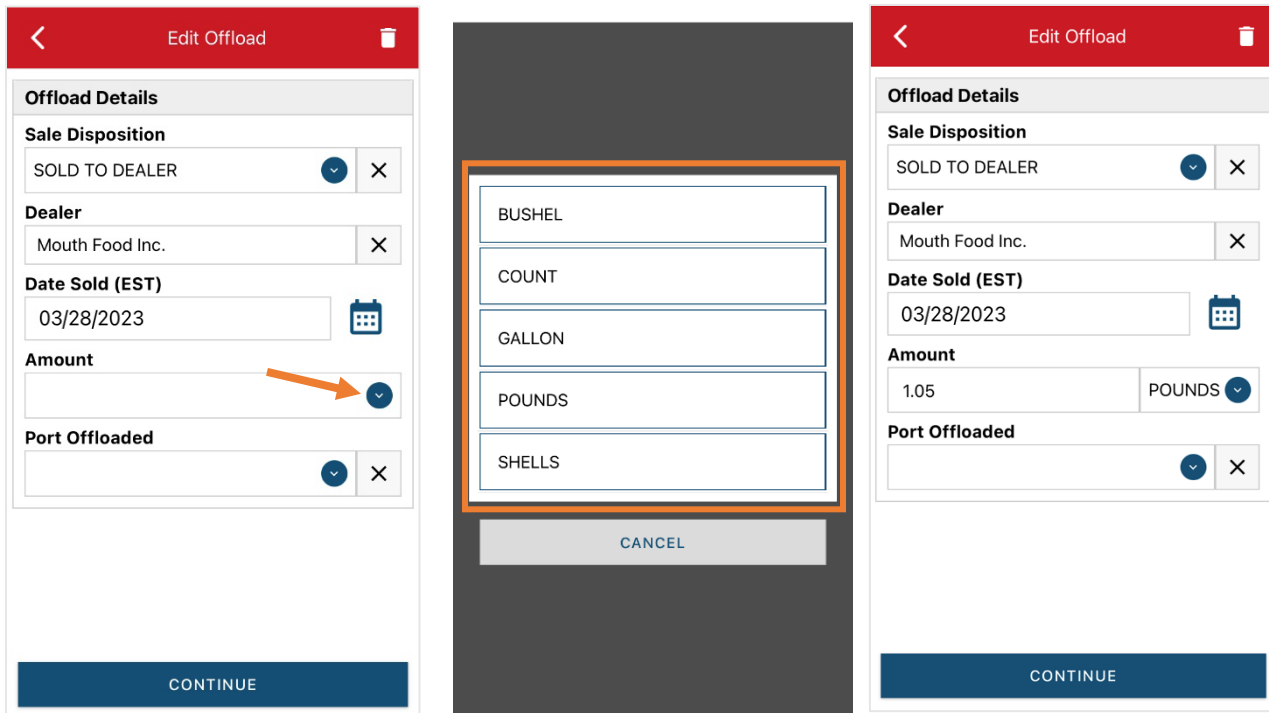 Edit Offload
Offload Details
Sale Disposition
SOLD TO DEALER
Dealer
Mouth Food Inc.
Date Sold (EST)
03/28/2023
Amount
Port Offloaded
CONTINUE
BUSHEL
COUNT
GALLON
POUNDS
SHELLS
CANCEL
Edit Offload
Offload Details
Sale Disposition
SOLD TO DEALER
Dealer
Mouth Food Inc.
Date Sold (EST)
03/28/2023
Amount
1.05 POUNDS
Port Offloaded
CONTINUE